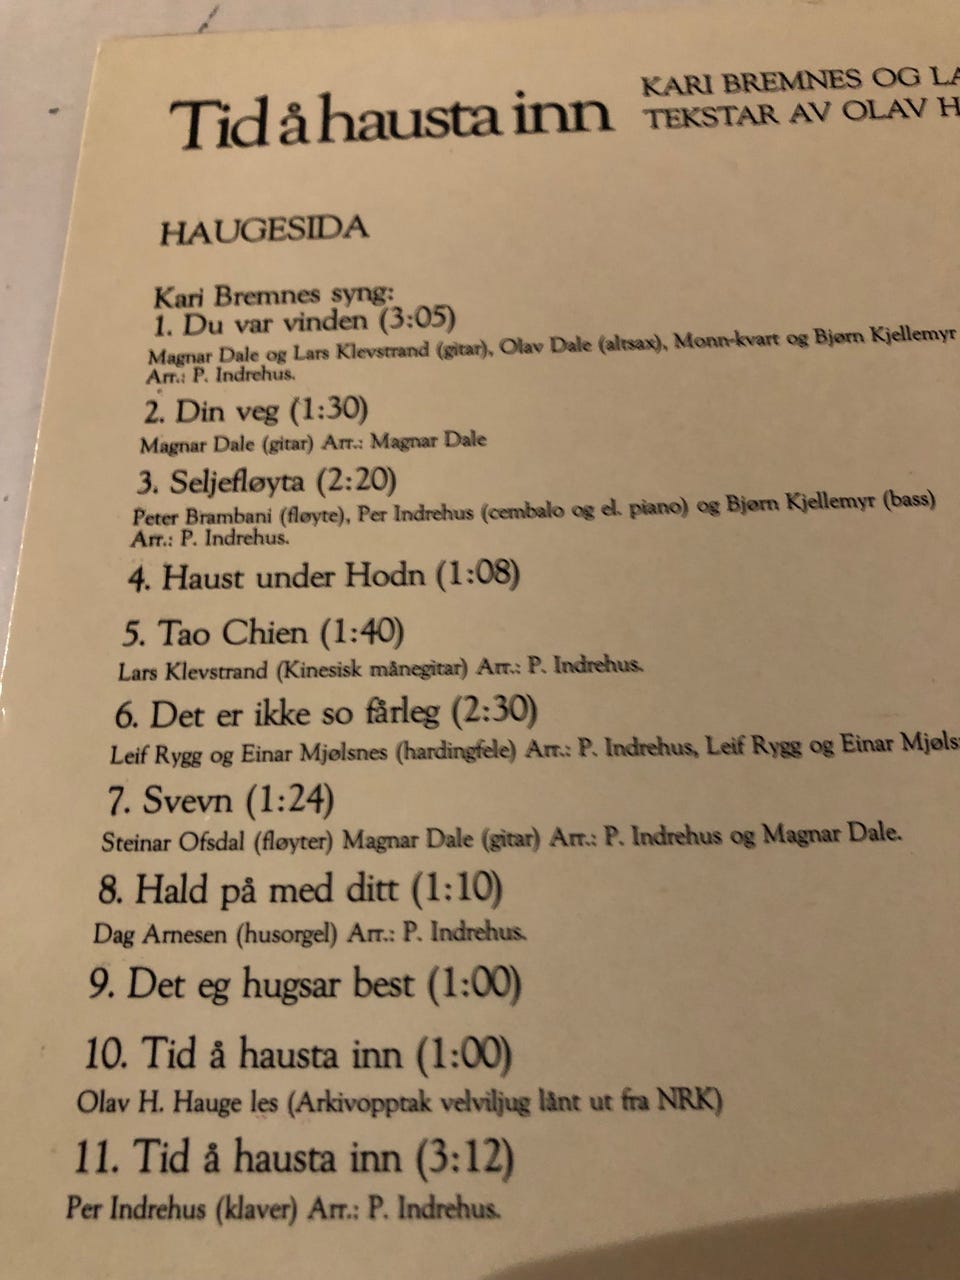 Tid å hausta inn
KARI BREMNES OG
TEKSTAR AV OLAV H
HAUGESIDA
Kari Bremnes syng:
1. Du var vinden (3:05)
Magnar Dale og Lars Klevstrand (gitar), Olav Dale (altsax), Monn-kvart og Bjørn Kjellemyr
Arr.: P. Indrehus.
2. Din veg (1:30)
Magnar Dale (gitar) Arr.: Magnar Dale
3. Seljefløyta (2:20)
Peter Brambani (fløyte), Per Indrehus (cembalo og el. piano) og Bjørn Kjellemyr (bass)
Arr.: P. Indrehus.
4. Haust under Hodn (1:08)
5. Tao Chien (1:40)
Lars Klevstrand (Kinesisk månegitar) Arr.: P. Indrehus.
6. Det er ikke so fårleg (2:30)
Leif Rygg og Einar Mjølsnes (hardingfele) Arr.: P. Indrehus, Leif Rygg og Einar
7. Svevn (1:24)
Steinar Ofsdal (fløyter) Magnar Dale (gitar) Arr.: P. Indrehus og Magnar Dale.
8. Hald på med ditt (1:10)
Dag Arnesen (husorgel) Arr.: P. Indrehus.
9. Det eg hugsar best (1:00)
10. Tid å hausta inn (1:00)
Olav H. Hauge les (Arkivopptak velviljug lånt ut fra NRK)
11. Tid å hausta inn (3:12)
Per Indrehus (klaver) Arr.: P. Indrehus.